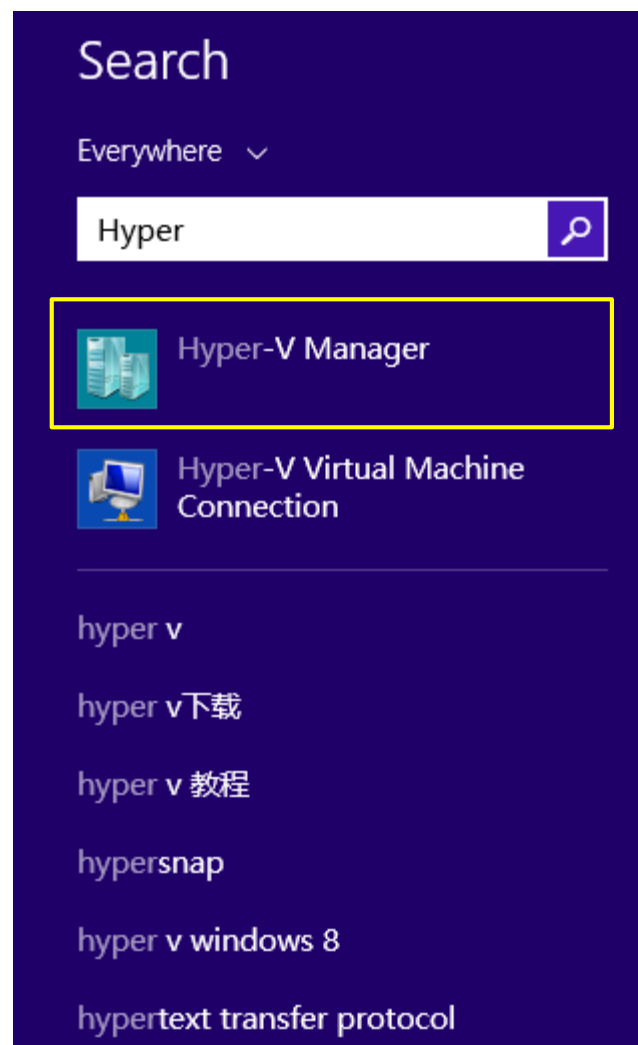 Search
Everywhere
Hyper
Hyper-V Manager
Hyper-V Virtual Machine
Connection
hyper v
hyper v下载
hyper v 教程
hypersnap
hyper v windows 8
hypertext transfer protocol